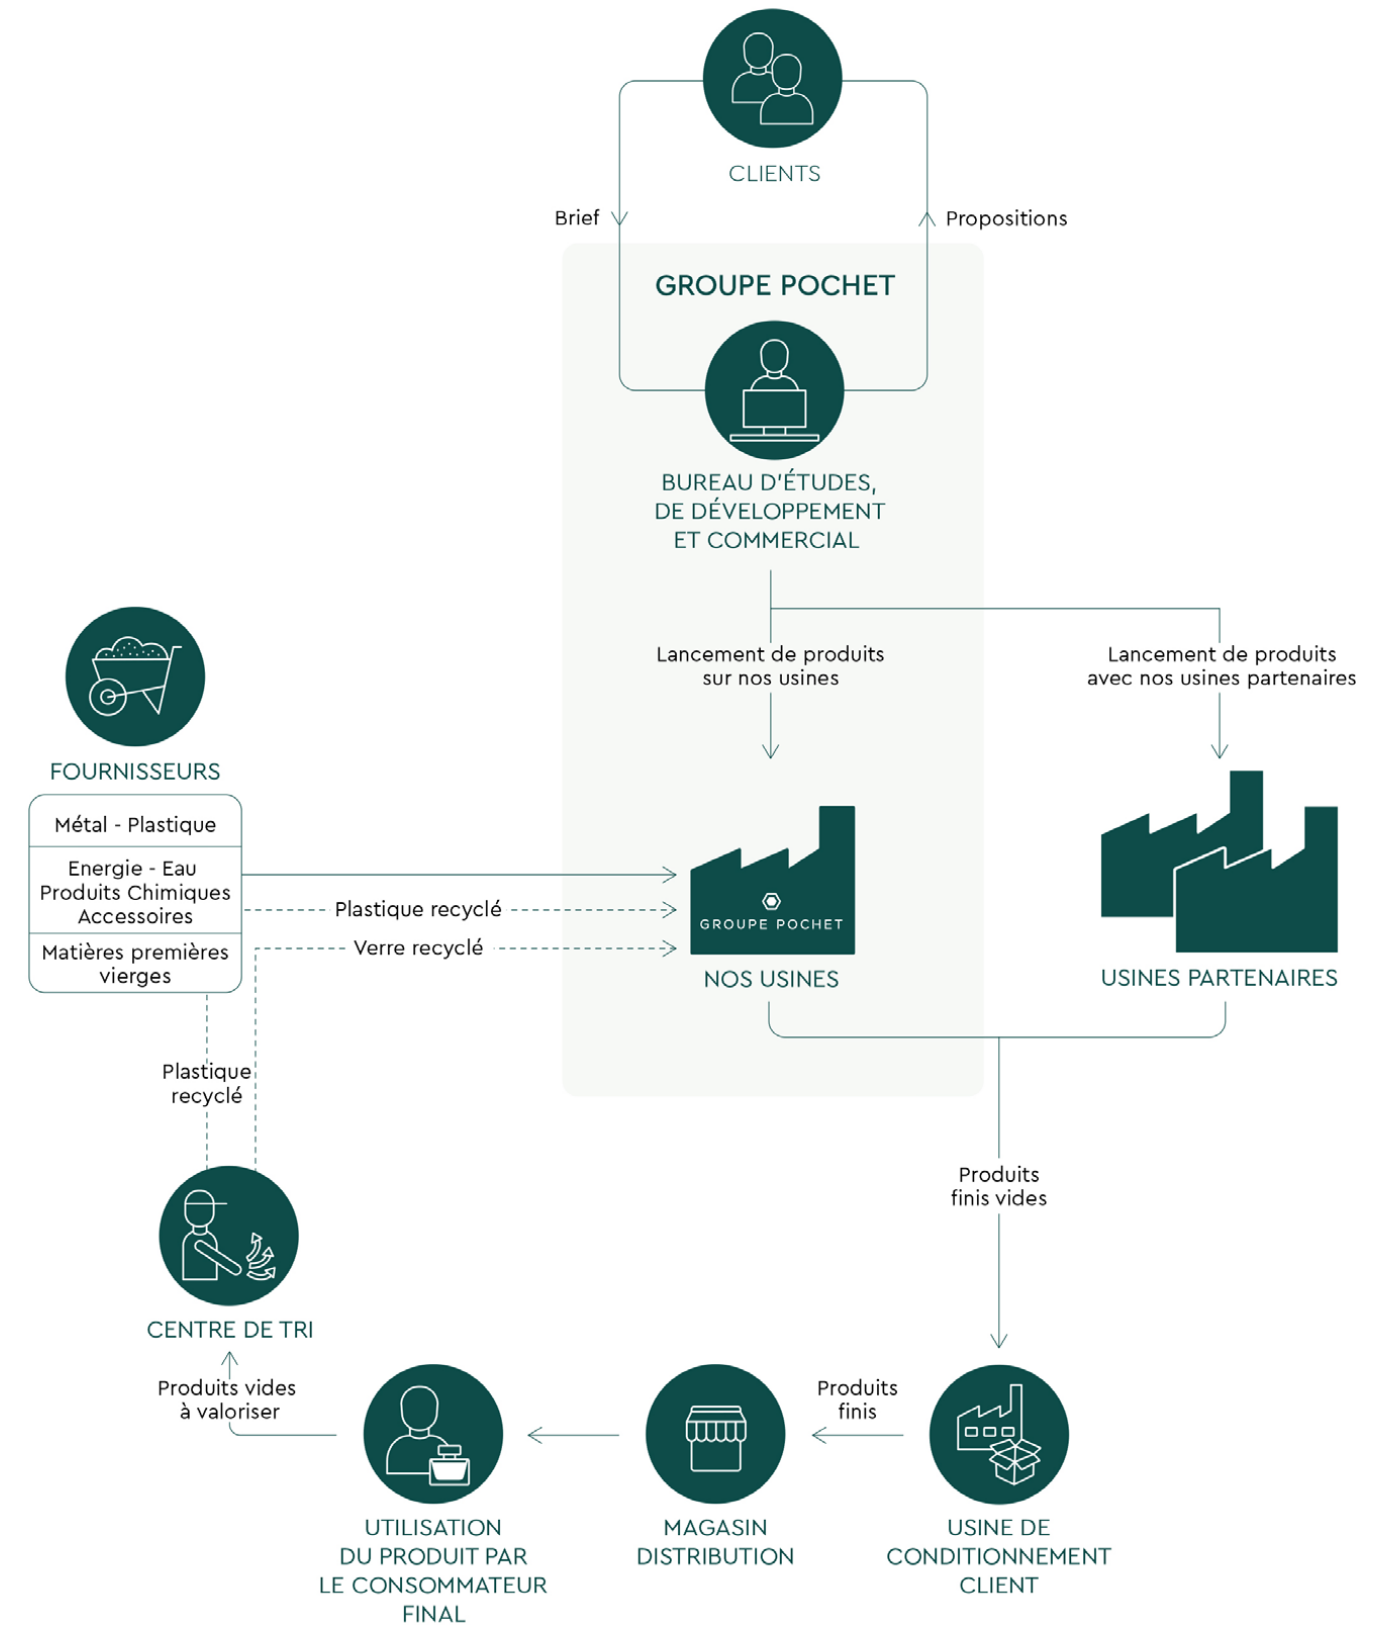 CLIENTS
Brief
Propositions
GROUPE POCHET
BUREAU D'ÉTUDES,
DE DÉVELOPPEMENT
ET COMMERCIAL
Lancement de produits
sur nos usines
Lancement de produits
avec nos usines partenaires
FOURNISSEURS
Métal - Plastique
Energie - Eau
Produits Chimiques
Accessoires
Matières premières
vierges
Plastique recyclé
Verre recyclé
GROUPE POCHET
NOS USINES
USINES PARTENAIRES
Plastique
recyclé
Produits
finis vides
CENTRE DE TRI
Produits vides
à valoriser
Produits
finis
UTILISATION
DU PRODUIT PAR
LE CONSOMMATEUR
FINAL
MAGASIN
DISTRIBUTION
USINE DE
CONDITIONNEMENT
CLIENT